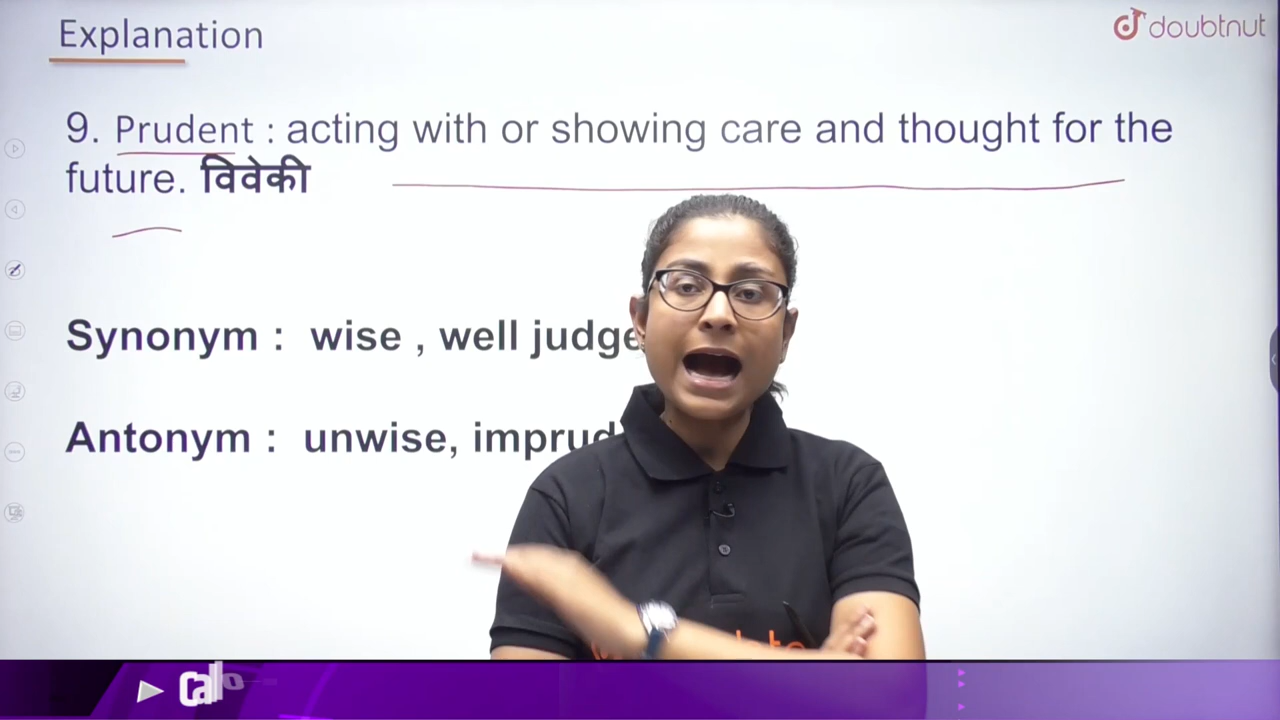 Explanation
doubtnut
9. Prudent : acting with or showing care and thought for the
future. विवेकी
Synonym : wise , well judge
Antonym : unwise, imprud